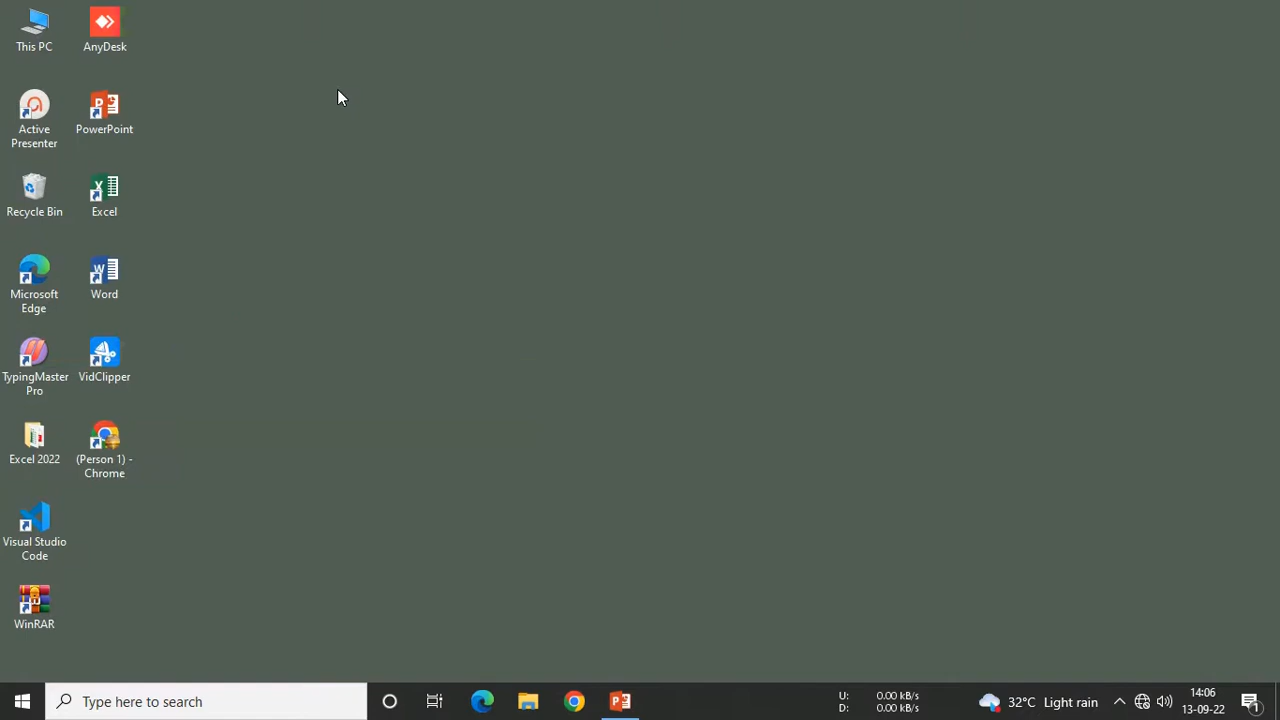 This PC
AnyDesk
Active
Presenter
PowerPoint
Recycle Bin
Excel
Microsoft
Edge
Word
TypingMaster
Pro
VidClipper
Excel 2022
(Person 1) -
Chrome
Visual Studio
Code
WinRAR
Type here to search
U: 0.00 kB/s
D: 0.00 kB/s
32°C Light rain
14:06
13-09-22
1